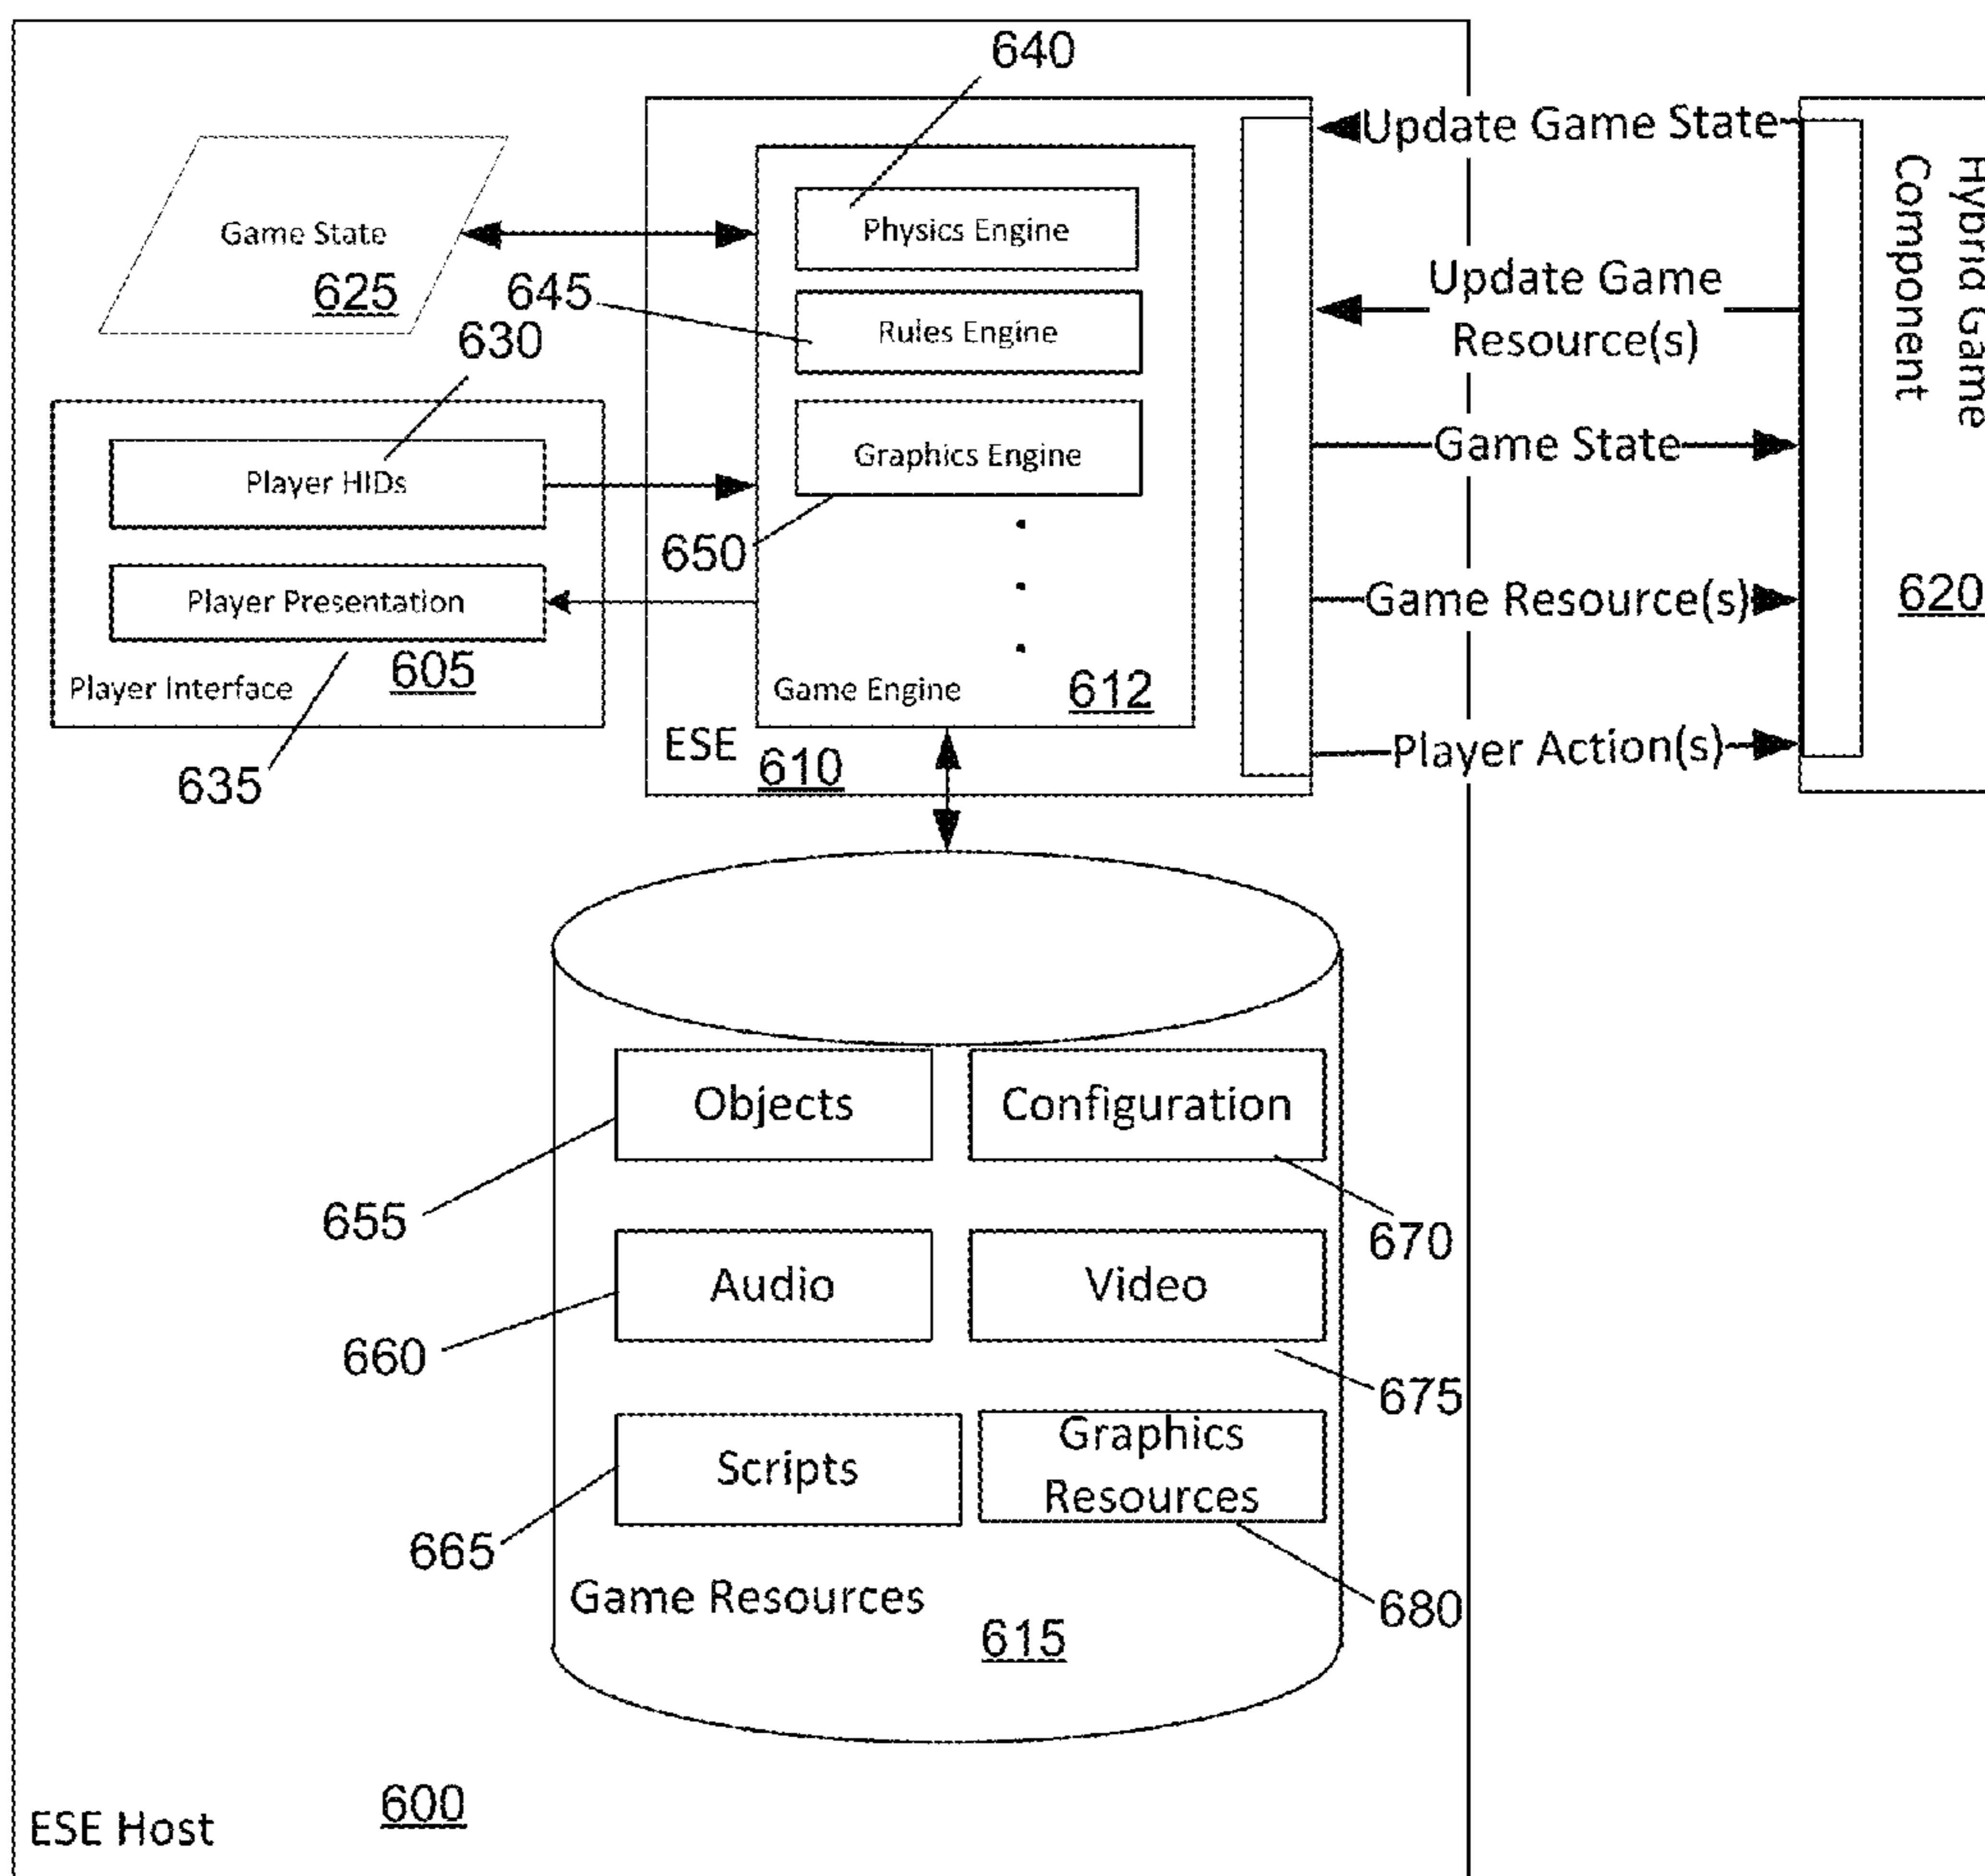 640
Update Game State
Hybrid Game
Component
Game State
625
Physics Engine
645
Rules Engine
Update Game
Resource(s)
630
Player HIDs
Graphics Engine
Game State
650
Player Presentation
Game Resource(s)
620
Player Interface
605
Game Engine
612
635
ESE
610
Player Action(s)
Objects
Configuration
655
670
Audio
Video
660
675
Scripts
Graphics
Resources
665
680
Game Resources
615
ESE Host
600